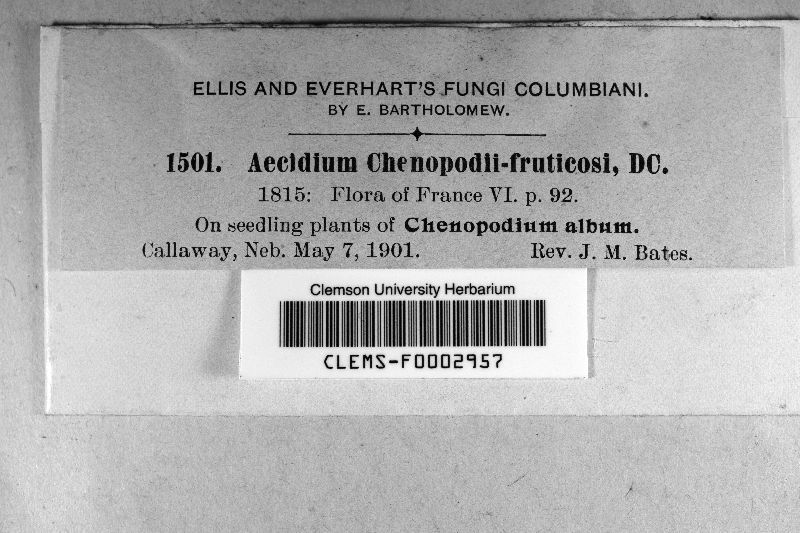 ELLIS AND EVERHART'S FUNGI COLUMBIANI.
BY E. BARTHOLOMEW.
1501. Aecidium Chenopodii-fruticosi, DC.
1815: Flora of France VI. p. 92.
On seedling plants of Chenopodium album.
Callaway, Neb. May 7, 1901. Rev. J. M. Bates.
Clemson University Herbarium
CLEMS-F0002957